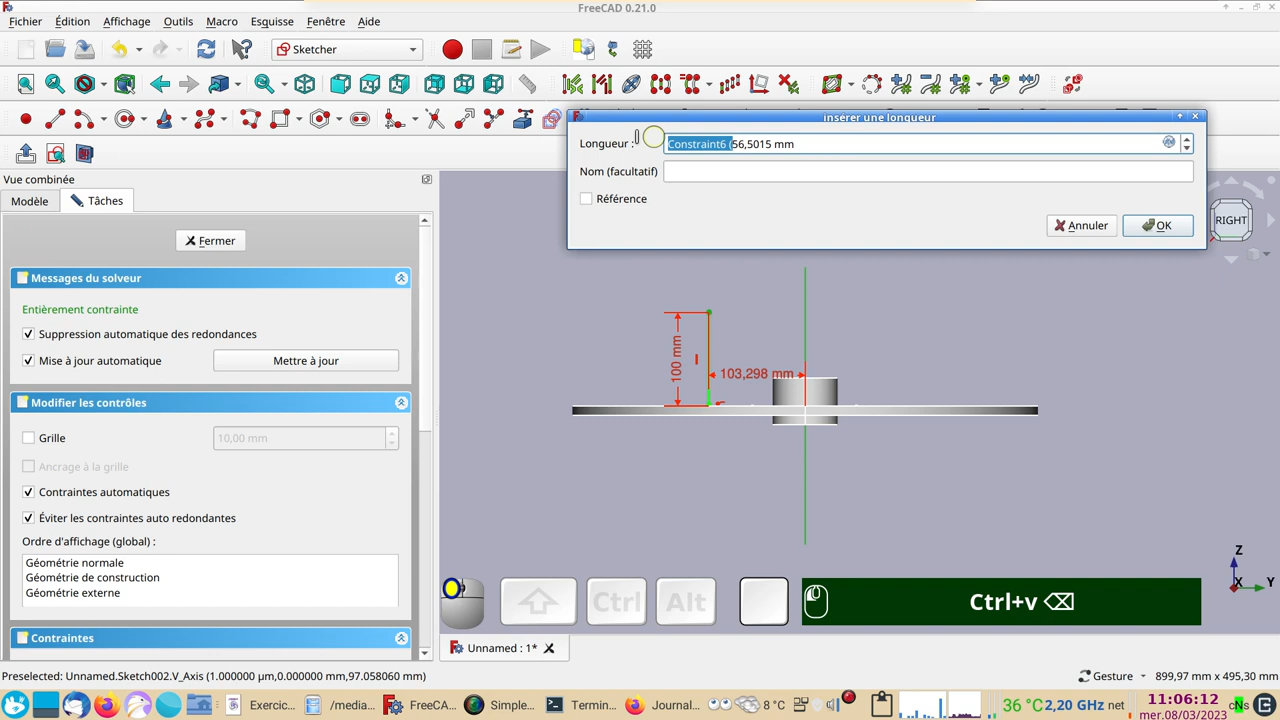 FreeCAD 0.21.0
Fichier Édition Affichage Outils Macro Esquisse Fenêtre Aide
Sketcher
insérer une longueur
Longueur : Constraint6 (56,5015 mm
Nom (facultatif)
Référence
Annuler OK
Vue combinée
Modèle Tâches
Fermer
Messages du solveur
Entièrement contrainte
Suppression automatique des redondances
Mise à jour automatique Mettre à jour
Modifier les contrôles
Grille 10,00 mm
Ancrage à la grille
Contraintes automatiques
Éviter les contraintes auto redondantes
Ordre d'affichage (global) :
Géométrie normale
Géométrie de construction
Géométrie externe
Contraintes
RIGHT
100 mm
103,298 mm
Z
X
Y
Ctrl Alt
Ctrl+v ⌫
Unnamed : 1*
Preselected: Unnamed.Sketch002.V_Axis (1.000000 µm,0.000000 mm,97.058060 mm)
Gesture 899,97 mm x 495,30 mm
Exercic... /media... FreeCA... Simple... Termin... Journal... 8 °C
36 °C 2,20 GHz net
11:06:12
mer.08/03/2023